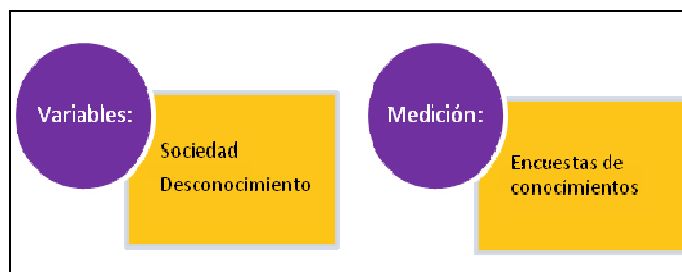 Variables:
Sociedad
Desconocimiento
Medición:
Encuestas de
conocimientos